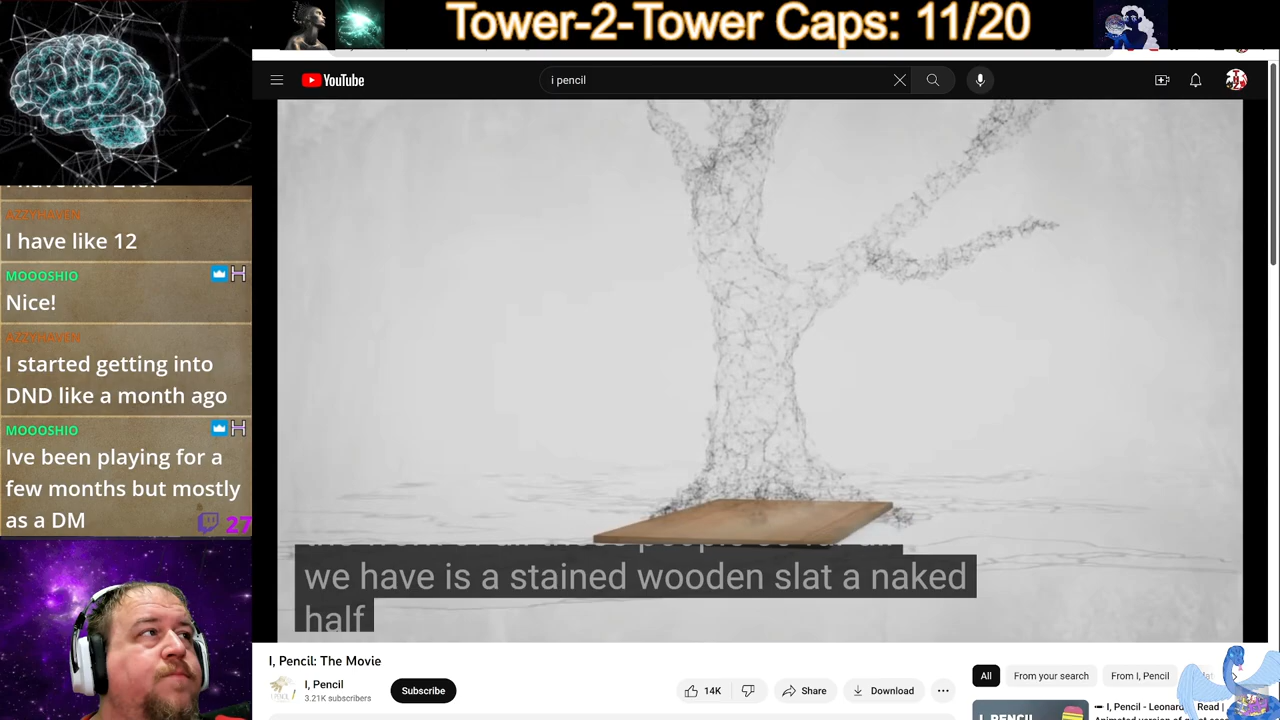 Tower-2-Tower Caps: 11/20
YouTube
i pencil
I have like 12
MOOOSHIO
Nice!
I started getting into
DND like a month ago
MOOOSHIO
Ive been playing for a
few months but mostly
as a DM
27
we have is a stained wooden slat a naked
half
I, Pencil: The Movie
I, Pencil
3.21K subscribers
Subscribe
14K
Share
Download
All
From your search
From I, Pencil
I, Pencil - Leonard
Read |
I PENCIL